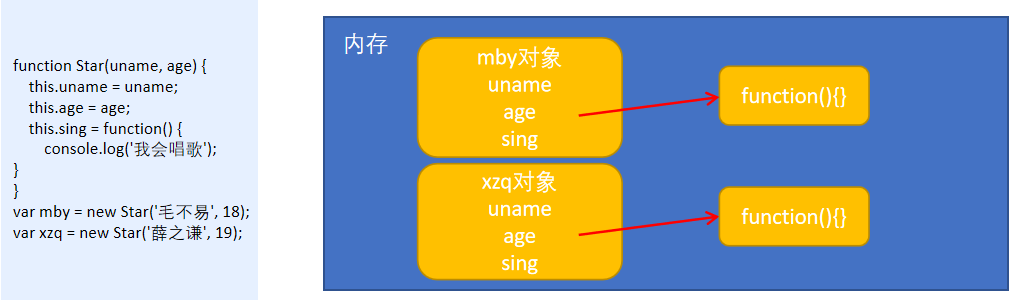 function Star(uname, age) {
this.uname = uname;
this.age = age;
this.sing = function() {
console.log('我会唱歌');
}
}
var mby = new Star('毛不易', 18);
var xzq = new Star('薛之谦', 19);
内存
mby对象
uname
age
sing
function(){}
xzq对象
uname
age
sing
function(){}